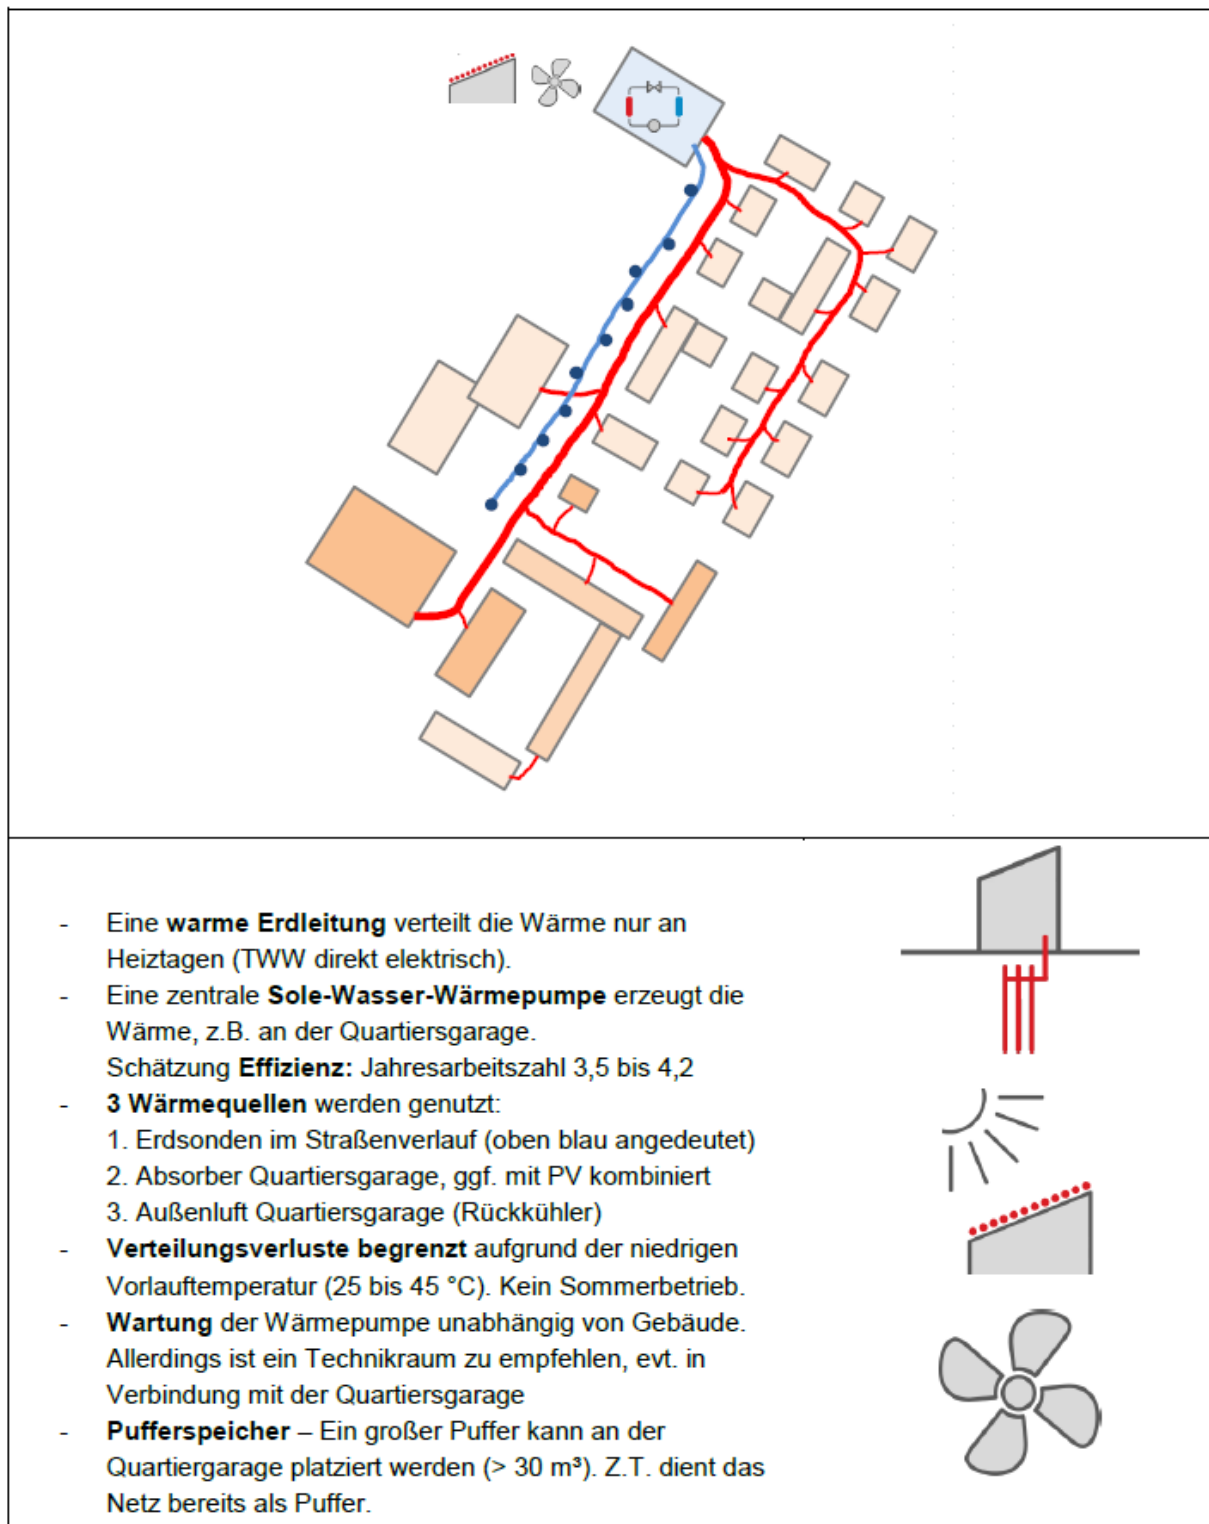 - Eine warme Erdleitung verteilt die Wärme nur an
Heiztagen (TWW direkt elektrisch).
- Eine zentrale Sole-Wasser-Wärmepumpe erzeugt die
Wärme, z.B. an der Quartiersgarage.
Schätzung Effizienz: Jahresarbeitszahl 3,5 bis 4,2
- 3 Wärmequellen werden genutzt:
1. Erdsonden im Straßenverlauf (oben blau angedeutet)
2. Absorber Quartiersgarage, ggf. mit PV kombiniert
3. Außenluft Quartiersgarage (Rückkühler)
- Verteilungsverluste begrenzt aufgrund der niedrigen
Vorlauftemperatur (25 bis 45 °C). Kein Sommerbetrieb.
- Wartung der Wärmepumpe unabhängig von Gebäude.
Allerdings ist ein Technikraum zu empfehlen, evt. in
Verbindung mit der Quartiersgarage
- Pufferspeicher – Ein großer Puffer kann an der
Quartiergarage platziert werden (> 30 m³). Z.T. dient das
Netz bereits als Puffer.